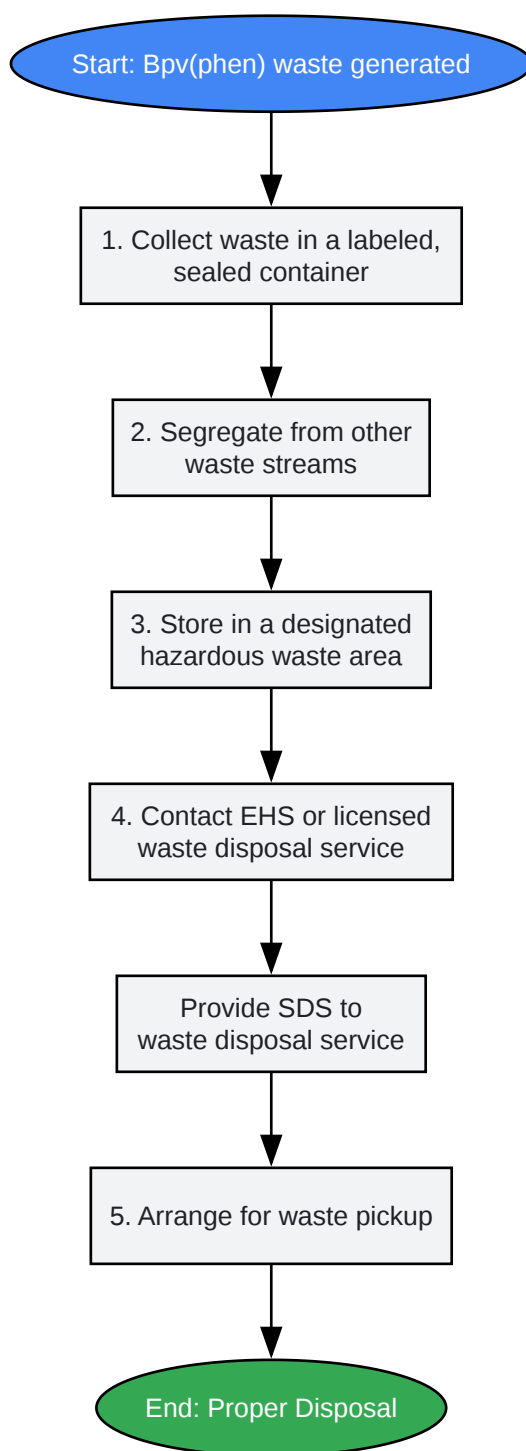 Start: Bpv(phen) waste generated
1. Collect waste in a labeled,
sealed container
2. Segregate from other
waste streams
3. Store in a designated
hazardous waste area
4. Contact EHS or licensed
waste disposal service
Provide SDS to
waste disposal service
5. Arrange for waste pickup
End: Proper Disposal